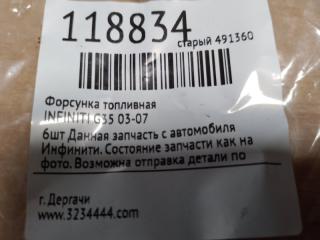 118834
старый 491360
Форсунка топливная
INFINITI G35 03-07
6шт Данная запчасть с автомобиля
Инфинити. Состояние запчасти как на
фото. Возможна отправка детали по
г. Дергачи
www.3234444.com